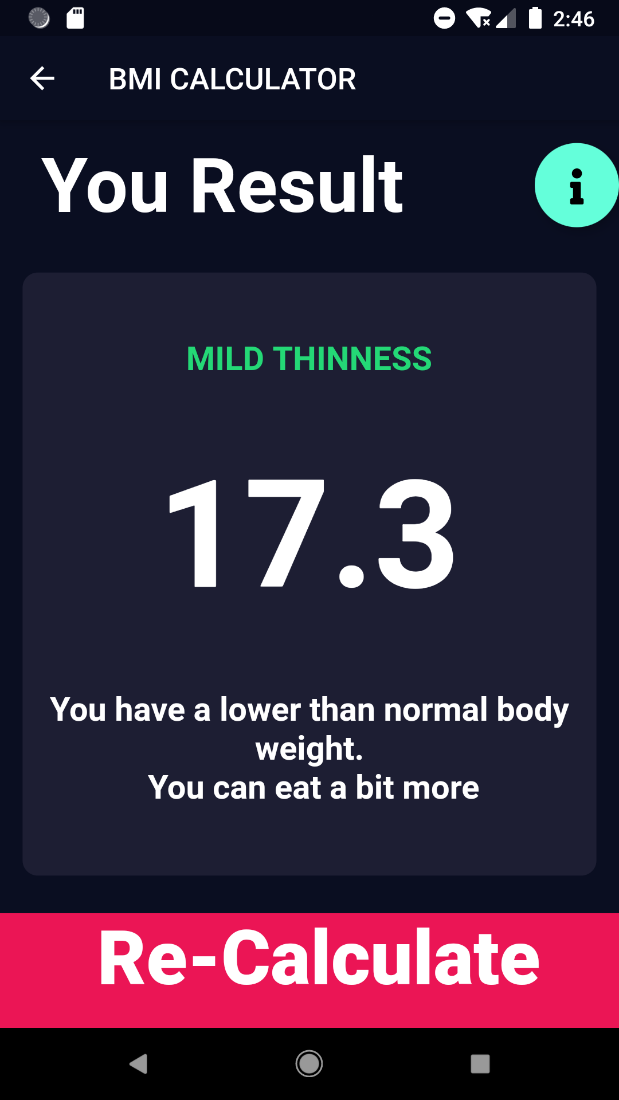 2:46
BMI CALCULATOR
You Result
i
MILD THINNESS
17.3
You have a lower than normal body
weight.
You can eat a bit more
Re-Calculate